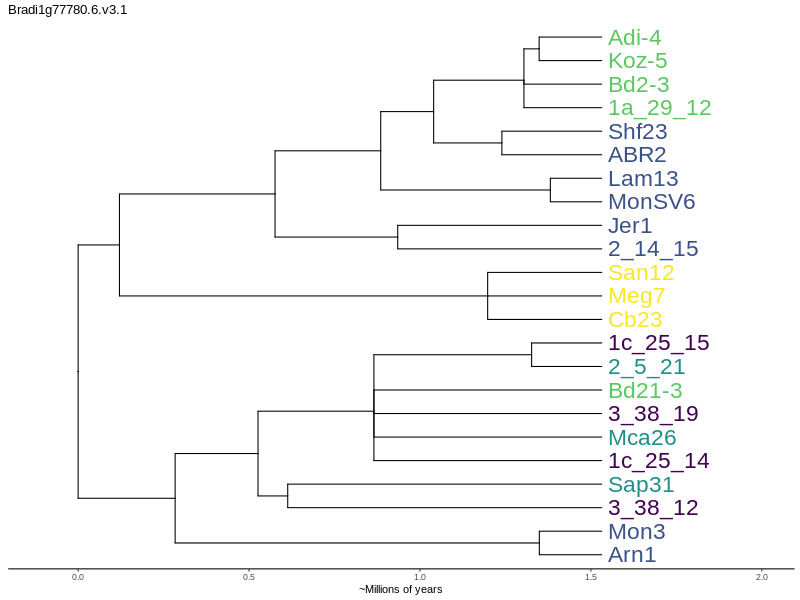 Bradi1g77780.6.v3.1
Adi-4
Koz-5
Bd2-3
1a_29_12
Shf23
ABR2
Lam13
MonSV6
Jer1
2_14_15
San12
Meg7
Cb23
1c_25_15
2_5_21
Bd21-3
3_38_19
Mca26
1c_25_14
Sap31
3_38_12
Mon3
Arn1
0.0 0.5 1.0 1.5 2.0
~Millions of years